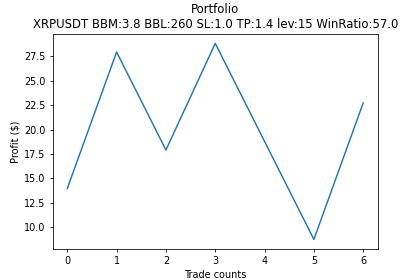 Portfolio
XRPUSDT BBM:3.8 BBL:260 SL:1.0 TP:1.4 lev:15 WinRatio:57.0
27.5
25.0
22.5
20.0
17.5
15.0
12.5
10.0
Profit ($)
0 1 2 3 4 5 6
Trade counts